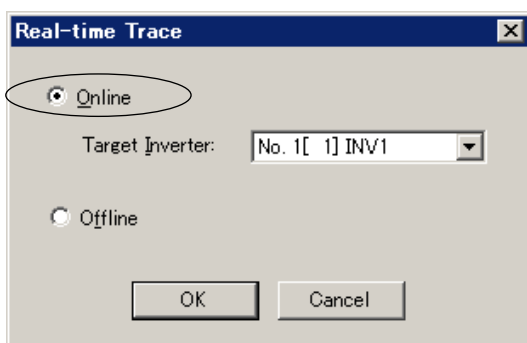 Real-time Trace
Online
Target Inverter: No. 1[ 1] INV1
Offline
OK Cancel